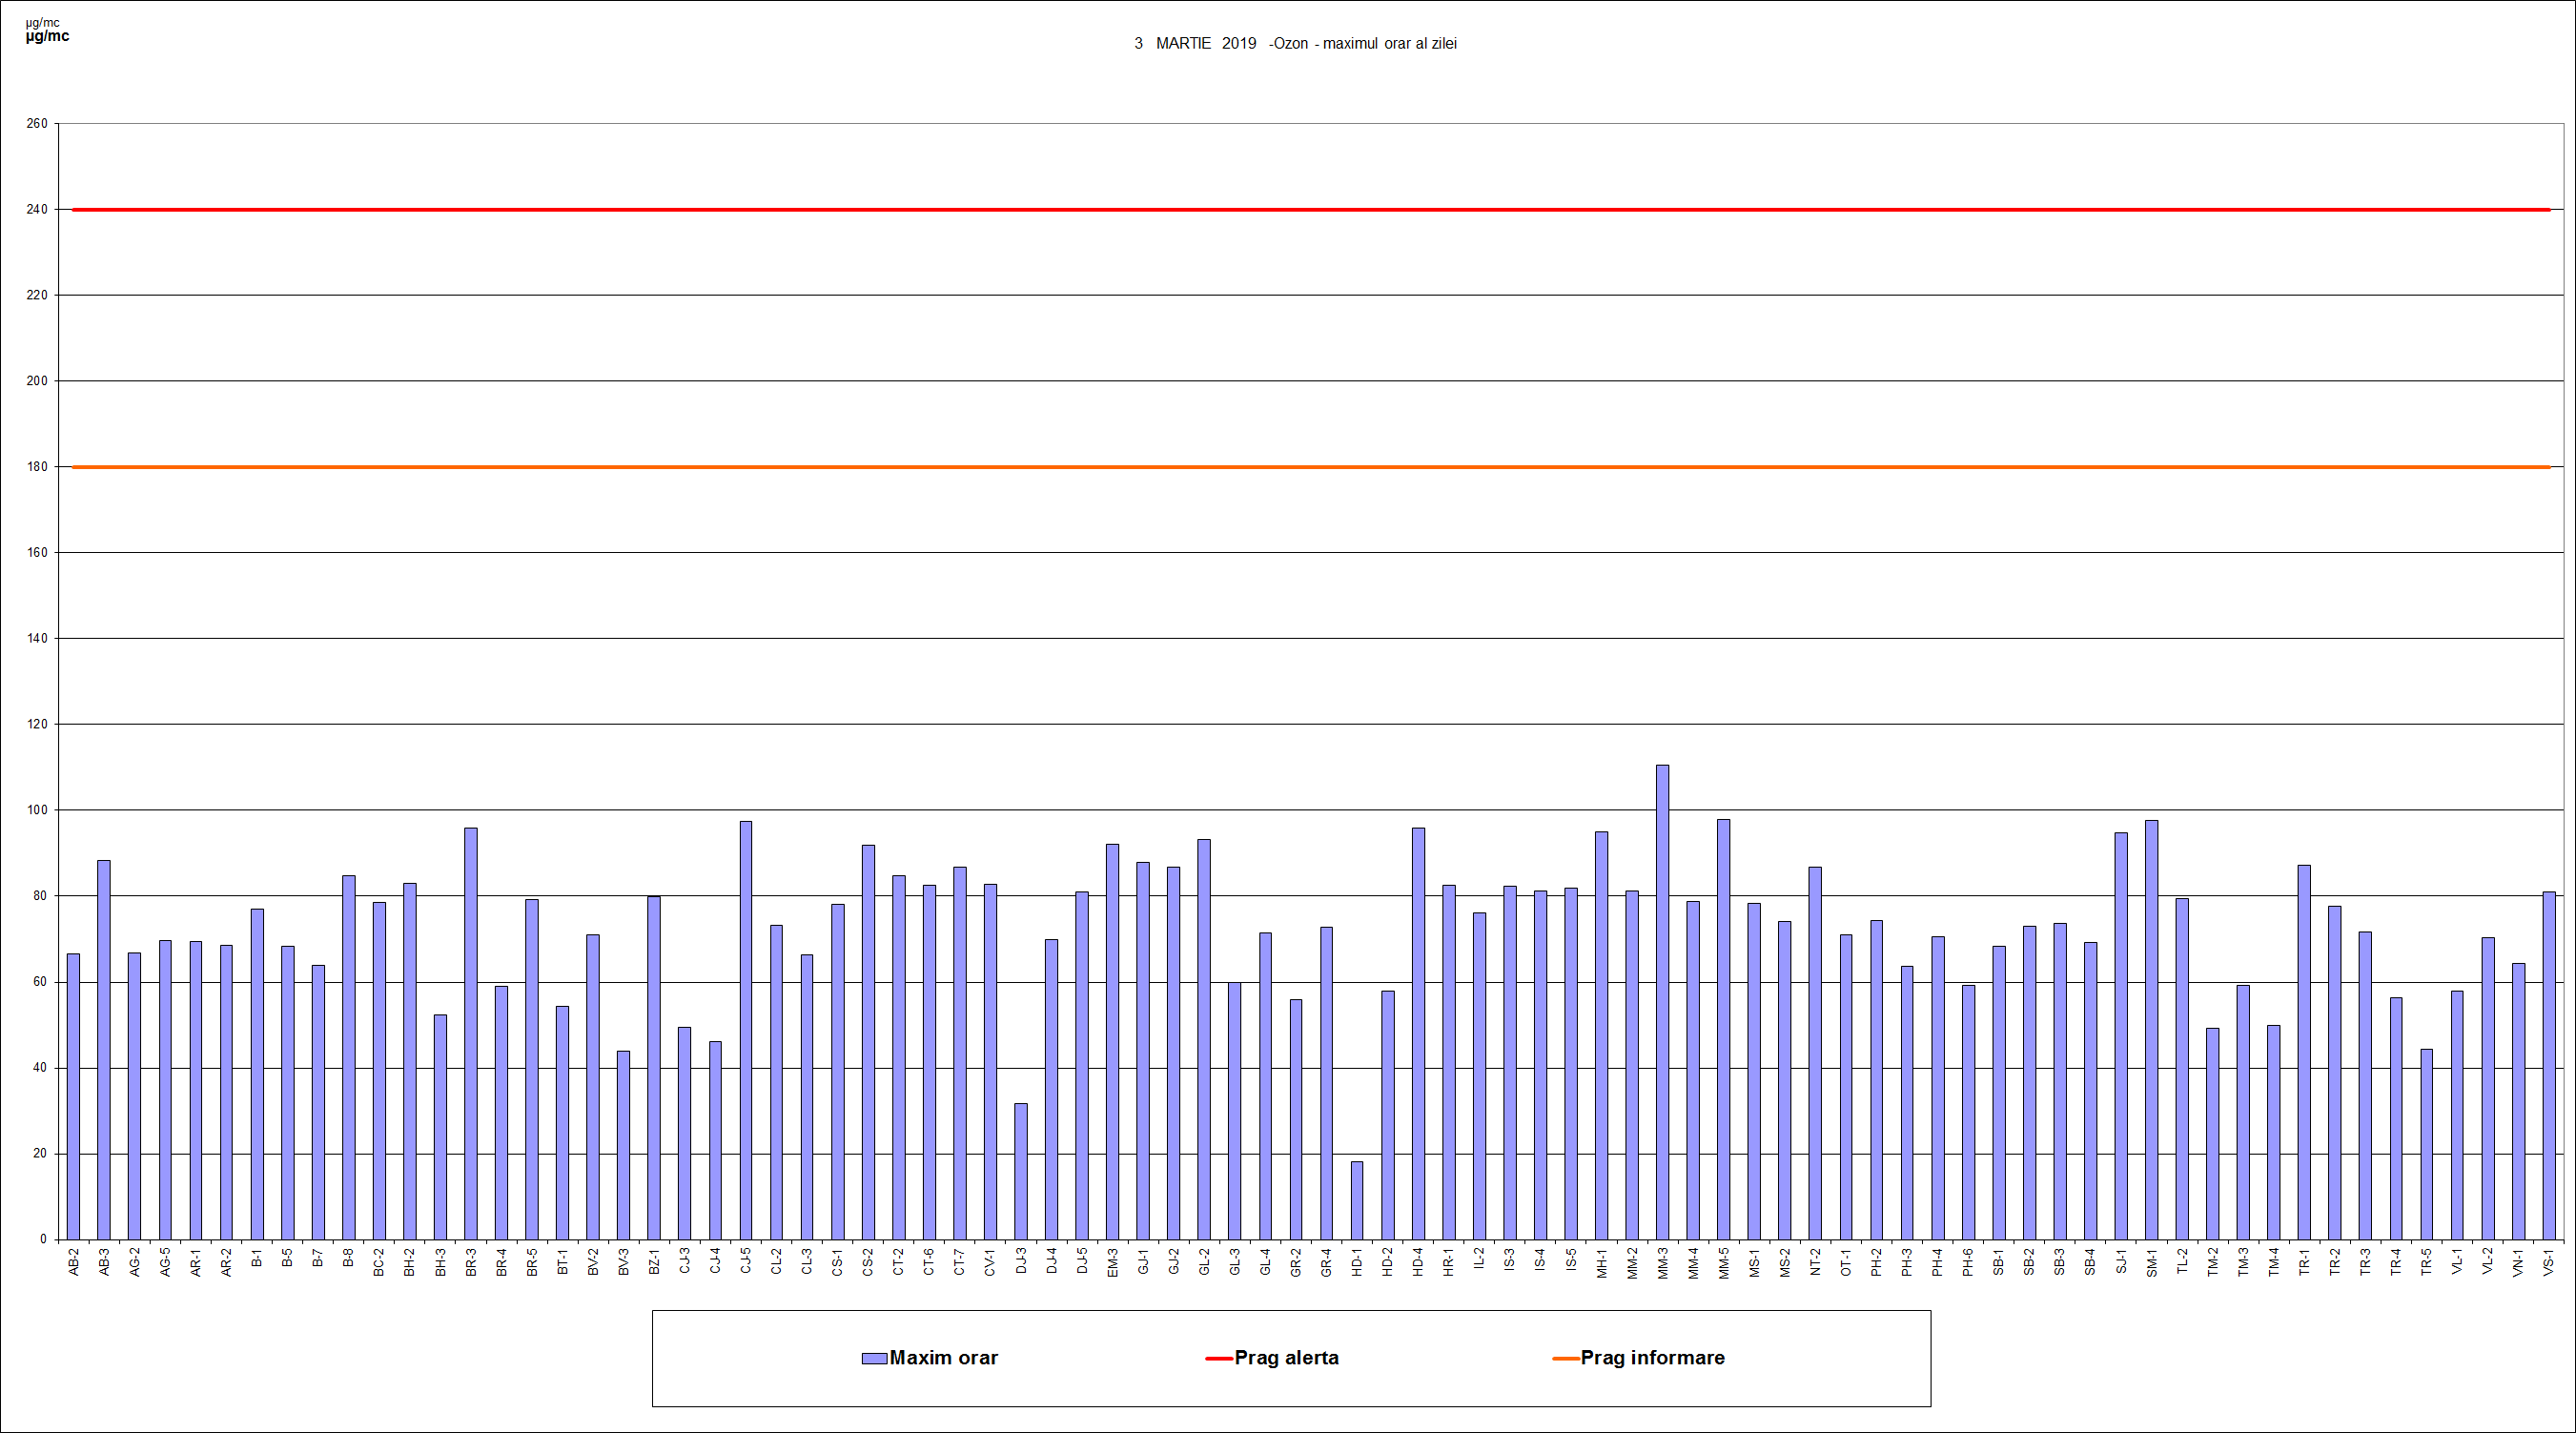 µg/mc
µg/mc
3 MARTIE 2019 -Ozon - maximul orar al zilei
260
240
220
200
180
160
140
120
100
80
60
40
20
0
AB-2
AB-3
AG-2
AG-5
AR-1
AR-2
B-1
B-5
B-7
B-8
BC-2
BH-2
BH-3
BR-3
BR-4
BR-5
BT-1
BV-2
BV-3
BZ-1
CJ-3
CJ-4
CJ-5
CL-2
CL-3
CS-1
CS-2
CT-2
CT-6
CT-7
CV-1
DJ-3
DJ-4
DJ-5
EM-3
GJ-1
GJ-2
GL-2
GL-3
GL-4
GR-2
GR-4
HD-1
HD-2
HD-4
HR-1
IL-2
IS-3
IS-4
IS-5
MH-1
MM-2
MM-3
MM-4
MM-5
MS-1
MS-2
NT-2
OT-1
PH-2
PH-3
PH-4
PH-6
SB-1
SB-2
SB-3
SB-4
SJ-1
SM-1
TL-2
TM-2
TM-3
TM-4
TR-1
TR-2
TR-3
TR-4
TR-5
VL-1
VL-2
VN-1
VS-1
Maxim orar
Prag alerta
Prag informare